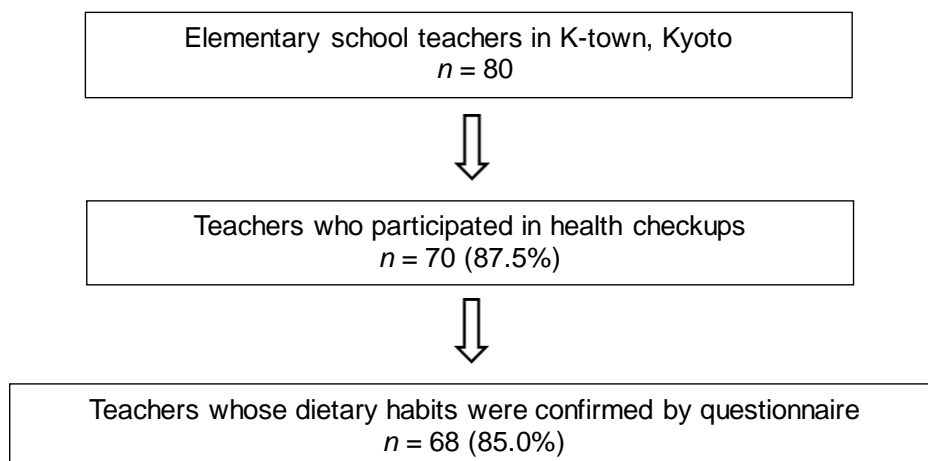 Elementary school teachers in K-town, Kyoto
n = 80
Teachers who participated in health checkups
n = 70 (87.5%)
Teachers whose dietary habits were confirmed by questionnaire
n = 68 (85.0%)